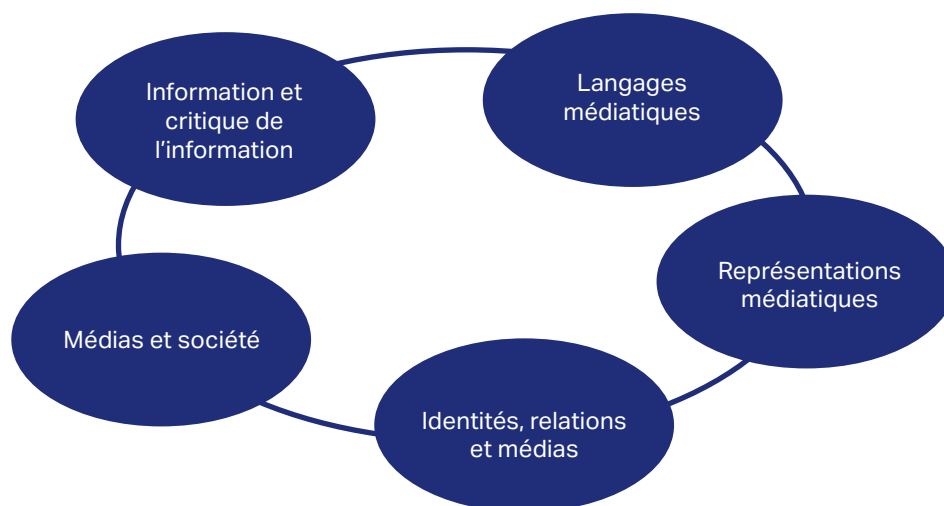 Information et
critique de
l'information
Langages
médiatiques
Représentations
médiatiques
Identités, relations
et médias
Médias et société